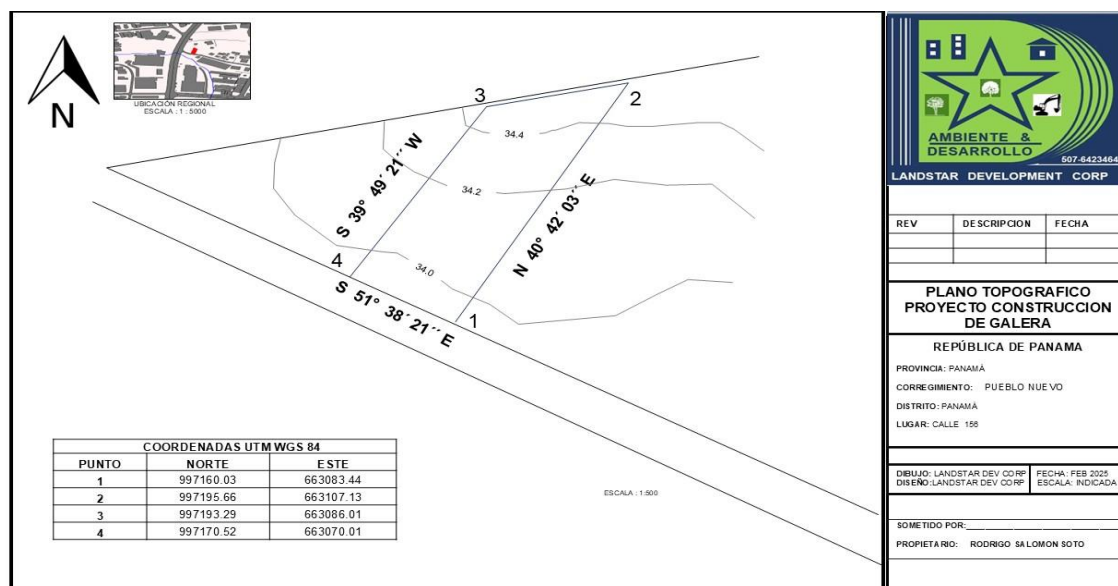 N
UBICACIÓN REGIONAL
ESCALA : 1 : 5000
3
2
34.4
34.2
34.0
S 39° 49´ 21´´ W
N 40° 42´ 03´´ E
4
S 51° 38´ 21´´ E
1
COORDENADAS UTM WGS 84
PUNTO NORTE ESTE
1 997160.03 663083.44
2 997195.66 663107.13
3 997193.29 663086.01
4 997170.52 663070.01
ESCALA : 1:500
AMBIENTE &
DESARROLLO
507-6423464
LANDSTAR DEVELOPMENT CORP
REV DESCRIPCION FECHA
PLANO TOPOGRAFICO
PROYECTO CONSTRUCCION
DE GALERA
REPÚBLICA DE PANAMA
PROVINCIA: PANAMÁ
CORREGIMIENTO: PUEBLO NUEVO
DISTRITO: PANAMÁ
LUGAR: CALLE 156
DIBUJO: LANDSTAR DEV CORP FECHA: FEB 2025
DISEÑO:LANDSTAR DEV CORP ESCALA: INDICADA
SOMETIDO POR:
PROPIETARIO: RODRIGO SALOMON SOTO